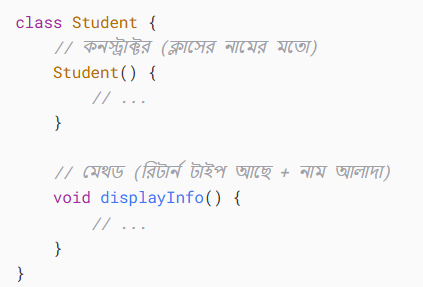 class Student {
// কনস্ট্রাক্টর (ক্লাসের নামের মতো)
Student() {
// ...
}
// মেথড (রিটার্ন টাইপ আছে + নাম আলাদা)
void displayInfo() {
// ...
}
}